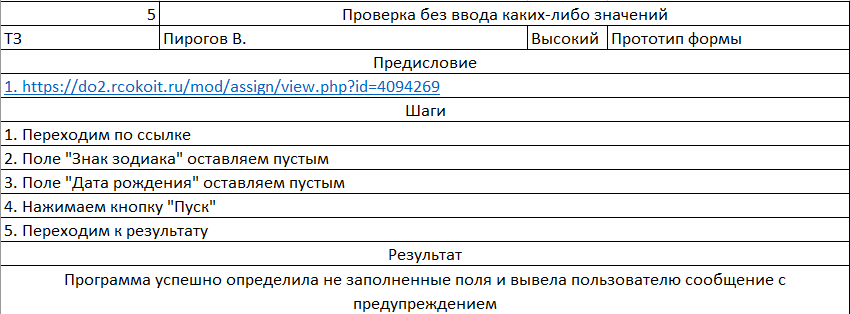 5 Проверка без ввода каких-либо значений
ТЗ Пирогов В. Высокий Прототип формы
Предисловие
1. https://do2.rcokoit.ru/mod/assign/view.php?id=4094269
Шаги
1. Переходим по ссылке
2. Поле "Знак зодиака" оставляем пустым
3. Поле "Дата рождения" оставляем пустым
4. Нажимаем кнопку "Пуск"
5. Переходим к результату
Результат
Программа успешно определила не заполненные поля и вывела пользователю сообщение с
предупреждением